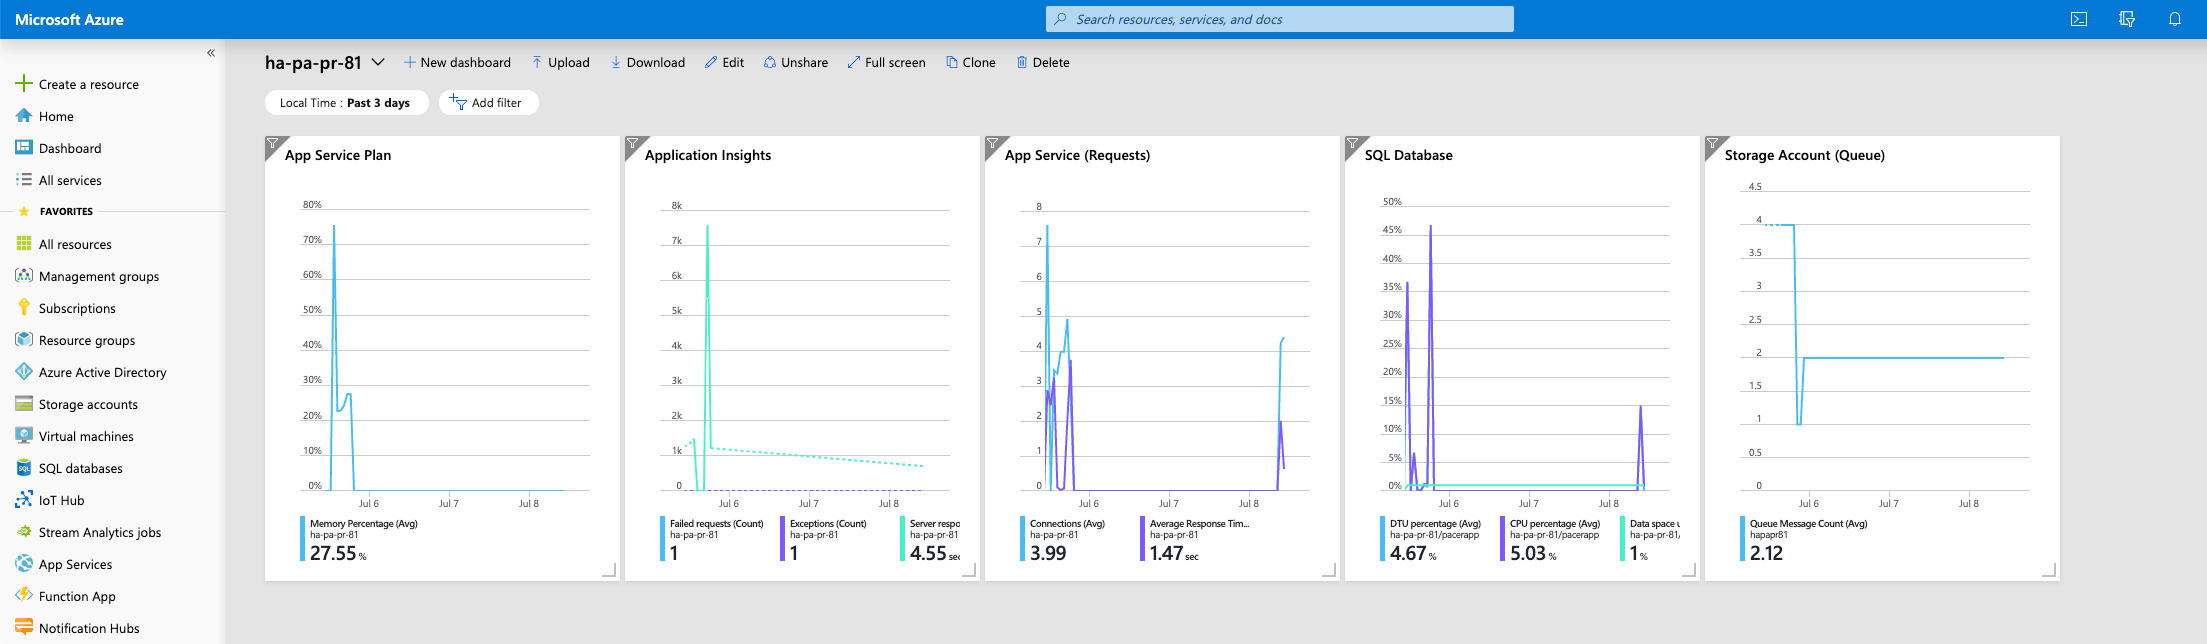 Microsoft Azure
Search resources, services, and docs
«
Create a resource
Home
Dashboard
All services
FAVORITES
All resources
Management groups
Subscriptions
Resource groups
Azure Active Directory
Storage accounts
Virtual machines
SQL databases
IoT Hub
Stream Analytics jobs
App Services
Function App
Notification Hubs
ha-pa-pr-81
New dashboard
Upload
Download
Edit
Unshare
Full screen
Clone
Delete
Local Time : Past 3 days
Add filter
App Service Plan
80%
70%
60%
50%
40%
30%
20%
10%
0%
Jul 6 Jul 7 Jul 8
Memory Percentage (Avg)
ha-pa-pr-81
27.55 %
Application Insights
8k
7k
6k
5k
4k
3k
2k
1k
0
Jul 6 Jul 7 Jul 8
Failed requests (Count)
ha-pa-pr-81
1
Exceptions (Count)
ha-pa-pr-81
1
Server respo
ha-pa-pr-81
4.55 sec
App Service (Requests)
8
7
6
5
4
3
2
1
0
Jul 6 Jul 7 Jul 8
Connections (Avg)
ha-pa-pr-81
3.99
Average Response Tim...
ha-pa-pr-81
1.47 sec
SQL Database
50%
45%
40%
35%
30%
25%
20%
15%
10%
5%
0%
Jul 6 Jul 7 Jul 8
DTU percentage (Avg)
ha-pa-pr-81/pacerapp
4.67 %
CPU percentage (Avg)
ha-pa-pr-81/pacerapp
5.03 %
Data space u
ha-pa-pr-81/
1 %
Storage Account (Queue)
4.5
4
3.5
3
2.5
2
1.5
1
0.5
0
Jul 6 Jul 7 Jul 8
Queue Message Count (Avg)
hapapr81
2.12